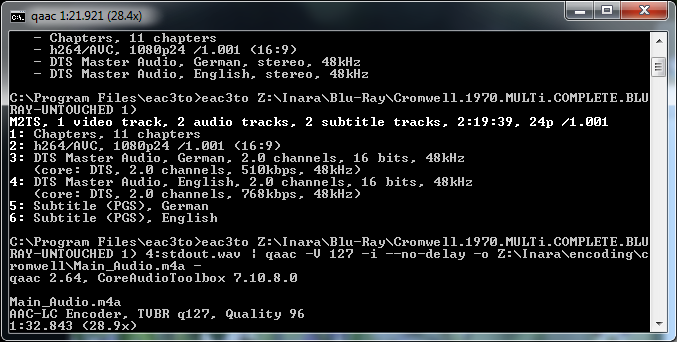 qaac 1:21.921 (28.4x)
- Chapters, 11 chapters
- h264/AVC, 1080p24 /1.001 (16:9)
- DTS Master Audio, German, stereo, 48kHz
- DTS Master Audio, English, stereo, 48kHz
C:\Program Files\eac3to>eac3to Z:\Inara\Blu-Ray\Cromwell.1970.MULTi.COMPLETE.BLU
RAY-UNTOUCHED 1)
M2TS, 1 video track, 2 audio tracks, 2 subtitle tracks, 2:19:39, 24p /1.001
1: Chapters, 11 chapters
2: h264/AVC, 1080p24 /1.001 (16:9)
3: DTS Master Audio, German, 2.0 channels, 16 bits, 48kHz
(core: DTS, 2.0 channels, 510kbps, 48kHz)
4: DTS Master Audio, English, 2.0 channels, 16 bits, 48kHz
(core: DTS, 2.0 channels, 768kbps, 48kHz)
5: Subtitle (PGS), German
6: Subtitle (PGS), English
C:\Program Files\eac3to>eac3to Z:\Inara\Blu-Ray\Cromwell.1970.MULTi.COMPLETE.BLU
RAY-UNTOUCHED 1) 4:stdout.wav | qaac -V 127 -i --no-delay -o Z:\Inara\encoding\c
romwell\Main_Audio.m4a -
qaac 2.64, CoreAudioToolbox 7.10.8.0
Main_Audio.m4a
AAC-LC Encoder, TVBR q127, Quality 96
1:32.843 (28.9x)